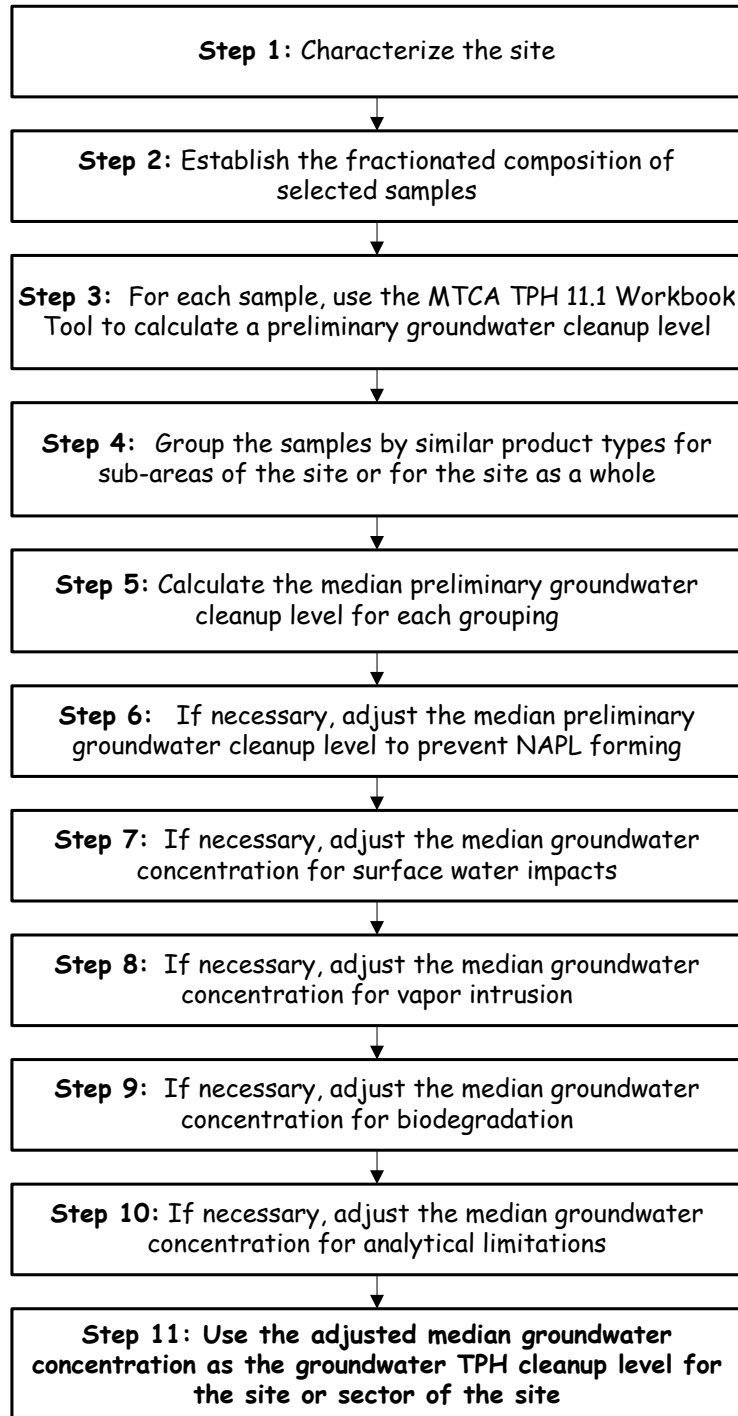 Step 1: Characterize the site
Step 2: Establish the fractionated composition of
selected samples
Step 3: For each sample, use the MTCA TPH 11.1 Workbook
Tool to calculate a preliminary groundwater cleanup level
Step 4: Group the samples by similar product types for
sub-areas of the site or for the site as a whole
Step 5: Calculate the median preliminary groundwater
cleanup level for each grouping
Step 6: If necessary, adjust the median preliminary
groundwater cleanup level to prevent NAPL forming
Step 7: If necessary, adjust the median groundwater
concentration for surface water impacts
Step 8: If necessary, adjust the median groundwater
concentration for vapor intrusion
Step 9: If necessary, adjust the median groundwater
concentration for biodegradation
Step 10: If necessary, adjust the median groundwater
concentration for analytical limitations
Step 11: Use the adjusted median groundwater
concentration as the groundwater TPH cleanup level for
the site or sector of the site